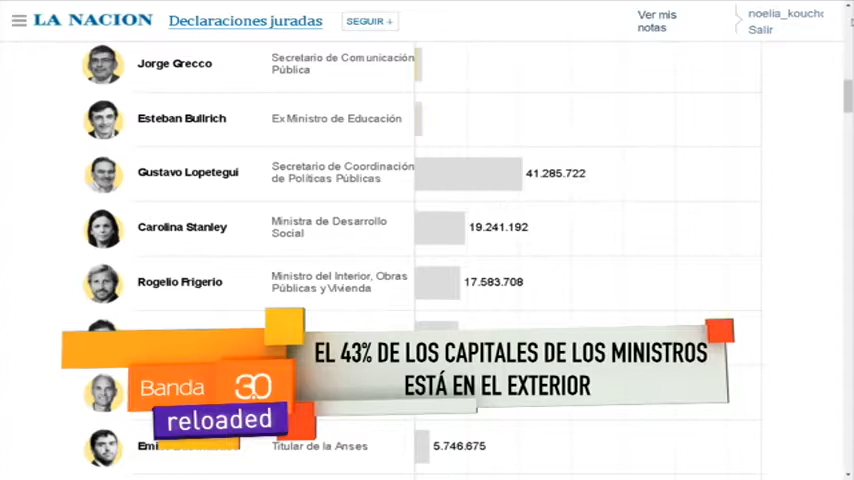 LA NACION Declaraciones juradas SEGUIR + Ver mis notas
Salir
Jorge Grecco Secretario de Comunicación Pública
Esteban Bullrich Ex Ministro de Educación
Gustavo Lopetegui Secretario de Coordinación de Políticas Públicas 41.285.722
Carolina Stanley Ministra de Desarrollo Social 19.241.192
Rogelio Frigerio Ministro del Interior, Obras Públicas y Vivienda 17.583.708
EL 43% DE LOS CAPITALES DE LOS MINISTROS
ESTÁ EN EL EXTERIOR
Banda 3.0
reloaded
Titular de la Anses 5.746.675